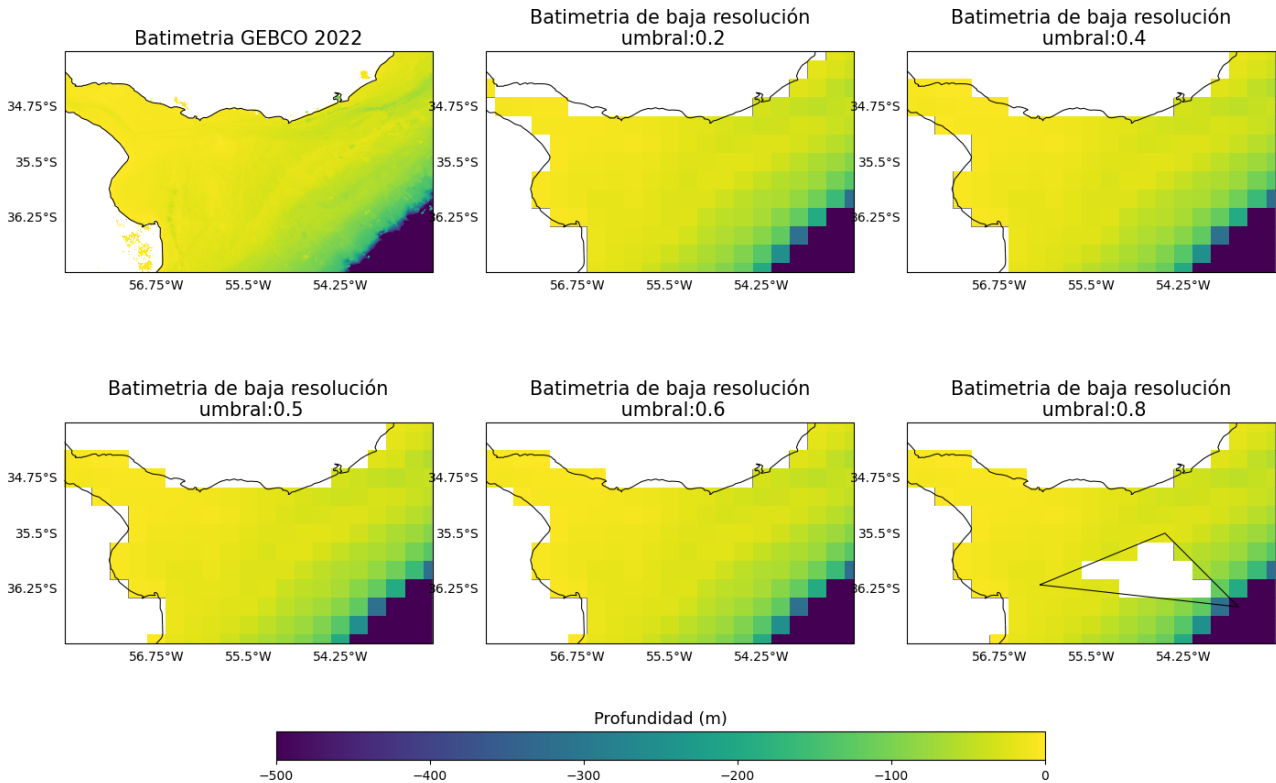 Batimetria GEBCO 2022
Batimetria de baja resolución
umbral:0.2
Batimetria de baja resolución
umbral:0.4
34.75°S
35.5°S
36.25°S
56.75°W
55.5°W
54.25°W
34.75°S
35.5°S
36.25°S
56.75°W
55.5°W
54.25°W
34.75°S
35.5°S
36.25°S
56.75°W
55.5°W
54.25°W
Batimetria de baja resolución
umbral:0.5
Batimetria de baja resolución
umbral:0.6
Batimetria de baja resolución
umbral:0.8
34.75°S
35.5°S
36.25°S
56.75°W
55.5°W
54.25°W
34.75°S
35.5°S
36.25°S
56.75°W
55.5°W
54.25°W
34.75°S
35.5°S
36.25°S
56.75°W
55.5°W
54.25°W
Profundidad (m)
−500 −400 −300 −200 −100 0